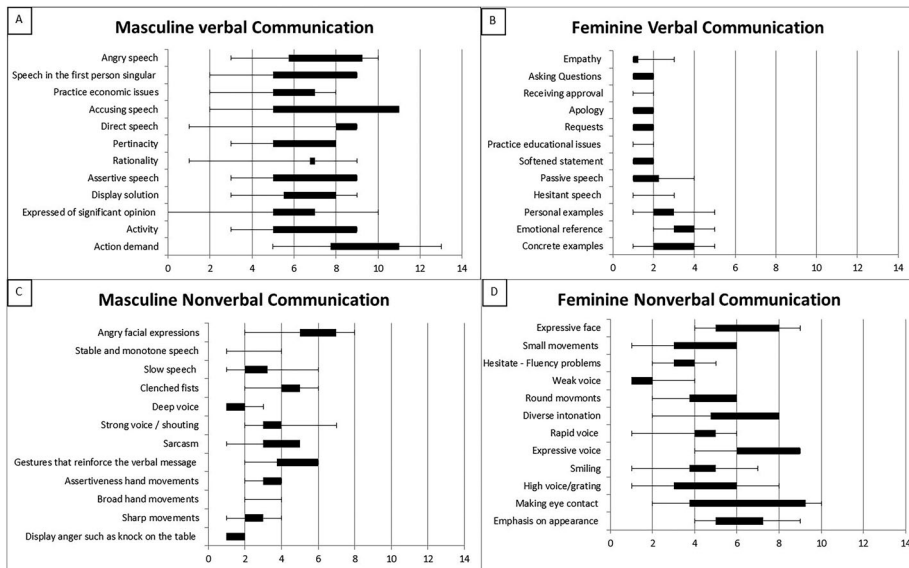 A
Masculine verbal Communication
Angry speech
Speech in the first person singular
Practice economic issues
Accusing speech
Direct speech
Pertinacity
Rationality
Assertive speech
Display solution
Expressed of significant opinion
Activity
Action demand
0 2 4 6 8 10 12 14
B
Feminine Verbal Communication
Empathy
Asking Questions
Receiving approval
Apology
Requests
Practice educational issues
Softened statement
Passive speech
Hesitant speech
Personal examples
Emotional reference
Concrete examples
0 2 4 6 8 10 12 14
C
Masculine Nonverbal Communication
Angry facial expressions
Stable and monotone speech
Slow speech
Clenched fists
Deep voice
Strong voice / shouting
Sarcasm
Gestures that reinforce the verbal message
Assertiveness hand movements
Broad hand movements
Sharp movements
Display anger such as knock on the table
0 2 4 6 8 10 12 14
D
Feminine Nonverbal Communication
Expressive face
Small movements
Hesitate - Fluency problems
Weak voice
Round movmonts
Diverse intonation
Rapid voice
Expressive voice
Smiling
High voice/grating
Making eye contact
Emphasis on appearance
0 2 4 6 8 10 12 14